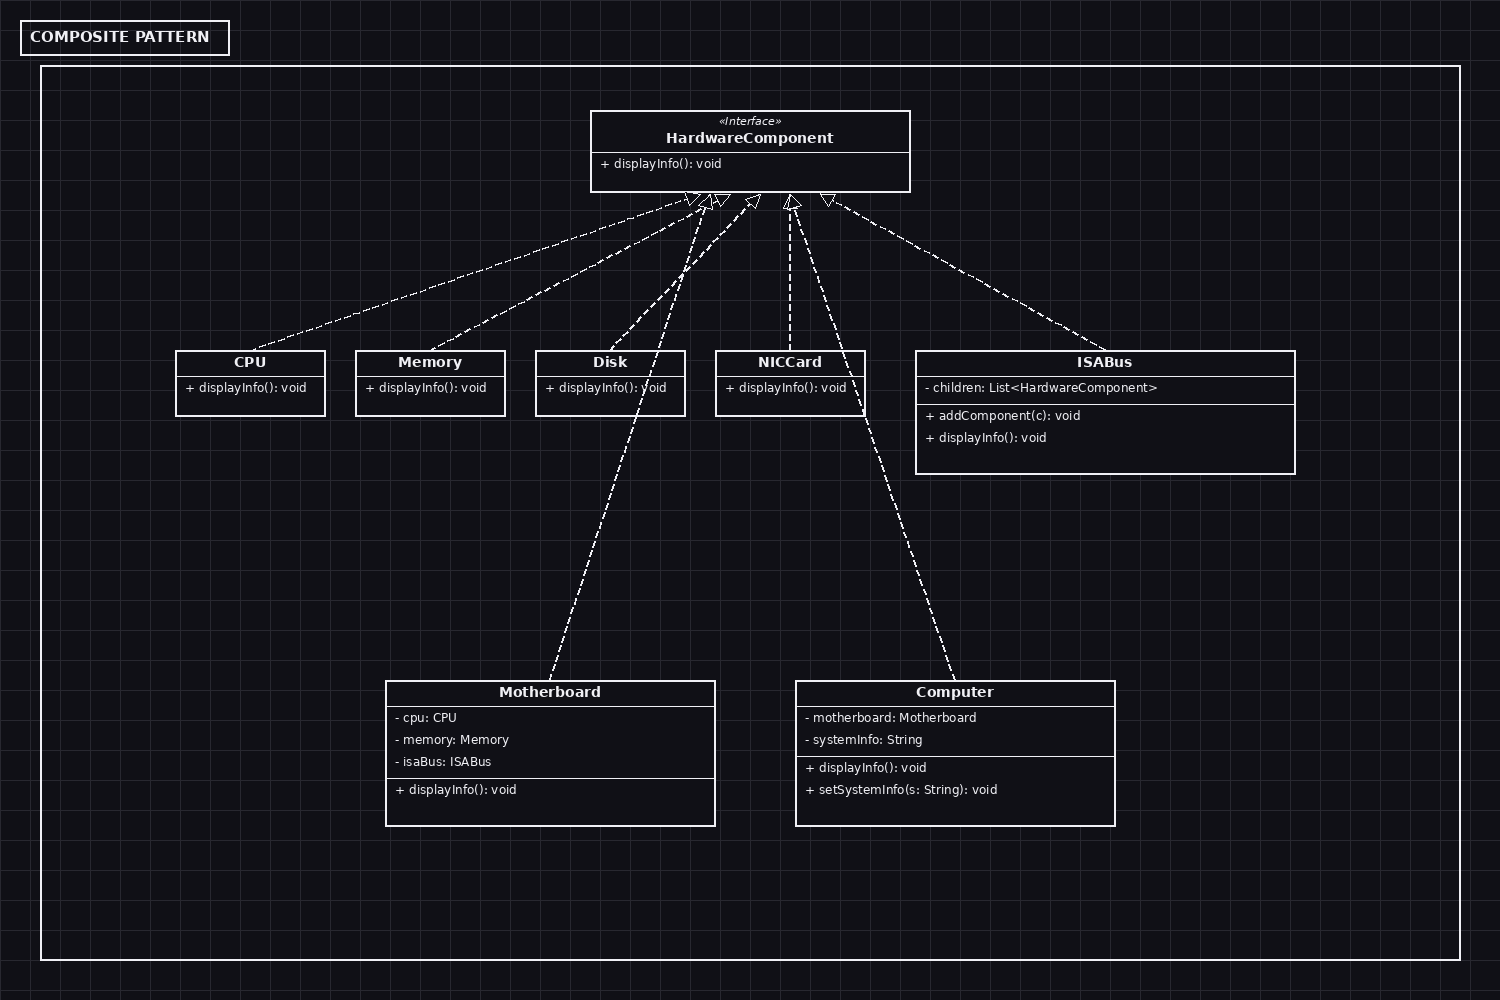 COMPOSITE PATTERN
«Interface»
HardwareComponent
+ displayInfo(): void
CPU
+ displayInfo(): void
Memory
+ displayInfo(): void
Disk
+ displayInfo(): void
NICCard
+ displayInfo(): void
ISABus
- children: List<HardwareComponent>
+ addComponent(c): void
+ displayInfo(): void
Motherboard
- cpu: CPU
- memory: Memory
- isaBus: ISABus
+ displayInfo(): void
Computer
- motherboard: Motherboard
- systemInfo: String
+ displayInfo(): void
+ setSystemInfo(s: String): void